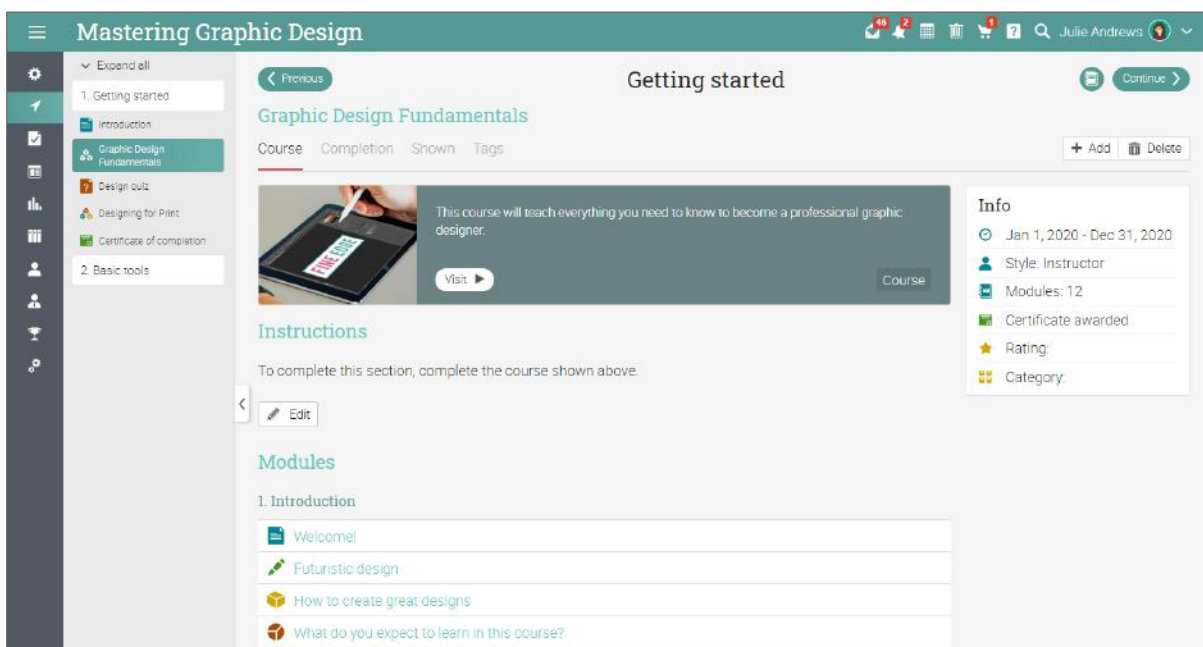 Mastering Graphic Design
46
2
1
Julie Andrews
Expand all
1. Getting started
Introduction
Graphic Design
Fundamentals
Design quiz
Designing for Print
Certificate of completion
2. Basic tools
Previous
Getting started
Continue
Graphic Design Fundamentals
Course Completion Shown Tags
+ Add Delete
FINE EDGE
This course will teach everything you need to know to become a professional graphic
designer.
Visit
Course
Info
Jan 1, 2020 - Dec 31, 2020
Style: Instructor
Modules: 12
Certificate awarded
Rating:
Category:
Instructions
To complete this section, complete the course shown above.
Edit
Modules
1. Introduction
Welcome!
Futuristic design
How to create great designs
What do you expect to learn in this course?